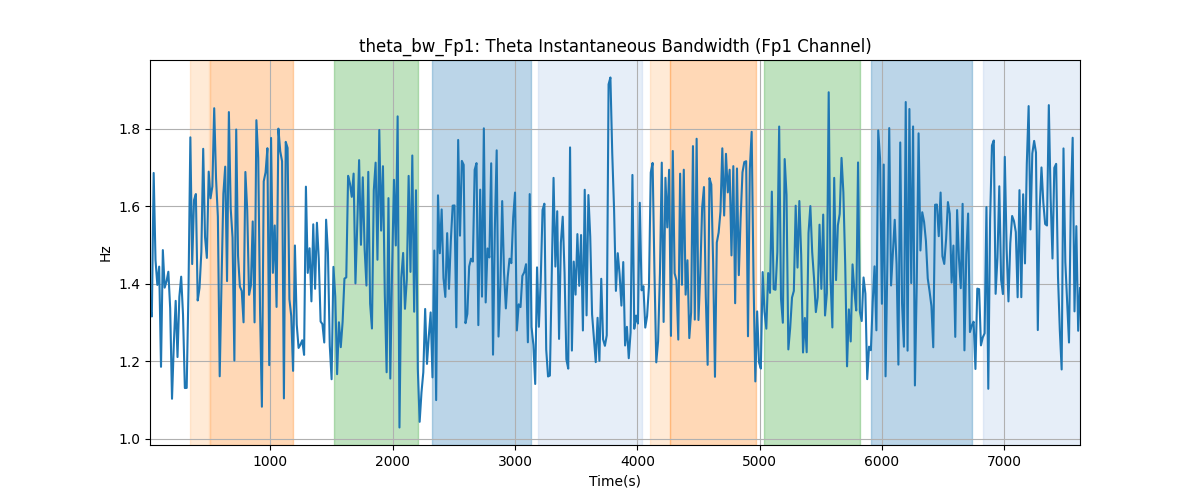 theta_bw_Fp1: Theta Instantaneous Bandwidth (Fp1 Channel)
Hz
1.8
1.6
1.4
1.2
1.0
1000 2000 3000 4000 5000 6000 7000
Time(s)